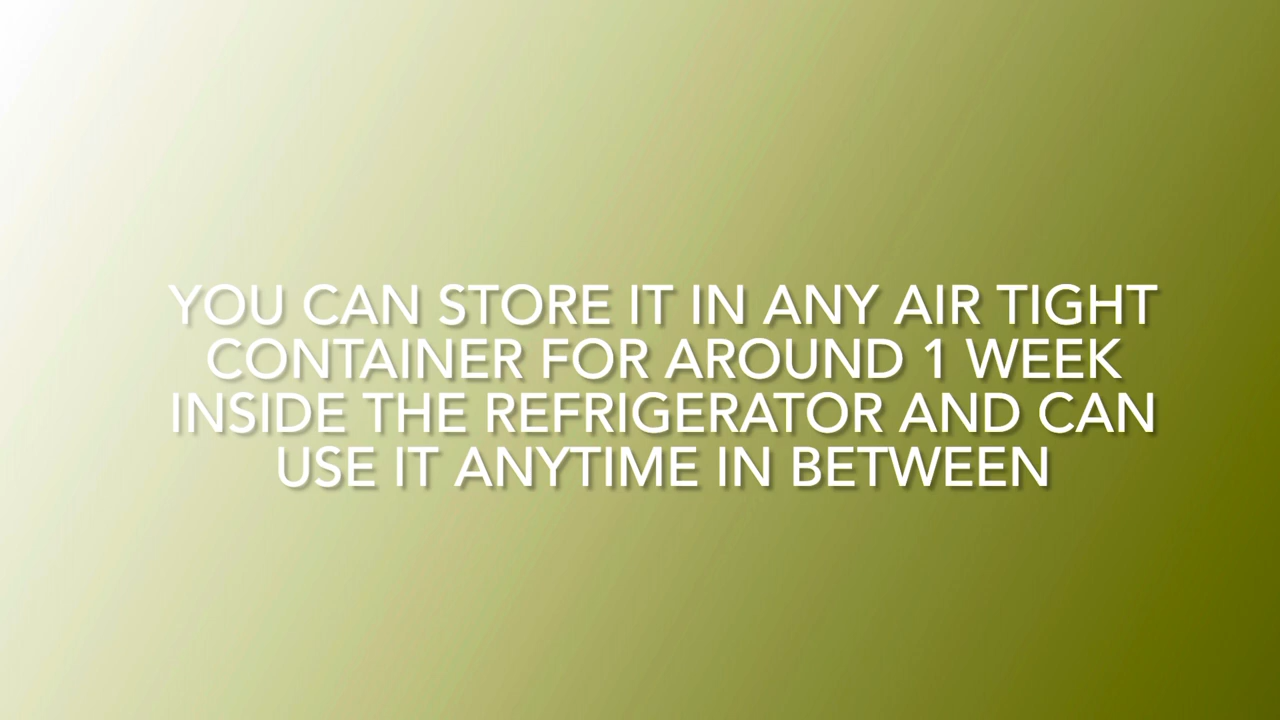 YOU CAN STORE IT IN ANY AIR TIGHT
CONTAINER FOR AROUND 1 WEEK
INSIDE THE REFRIGERATOR AND CAN
USE IT ANYTIME IN BETWEEN